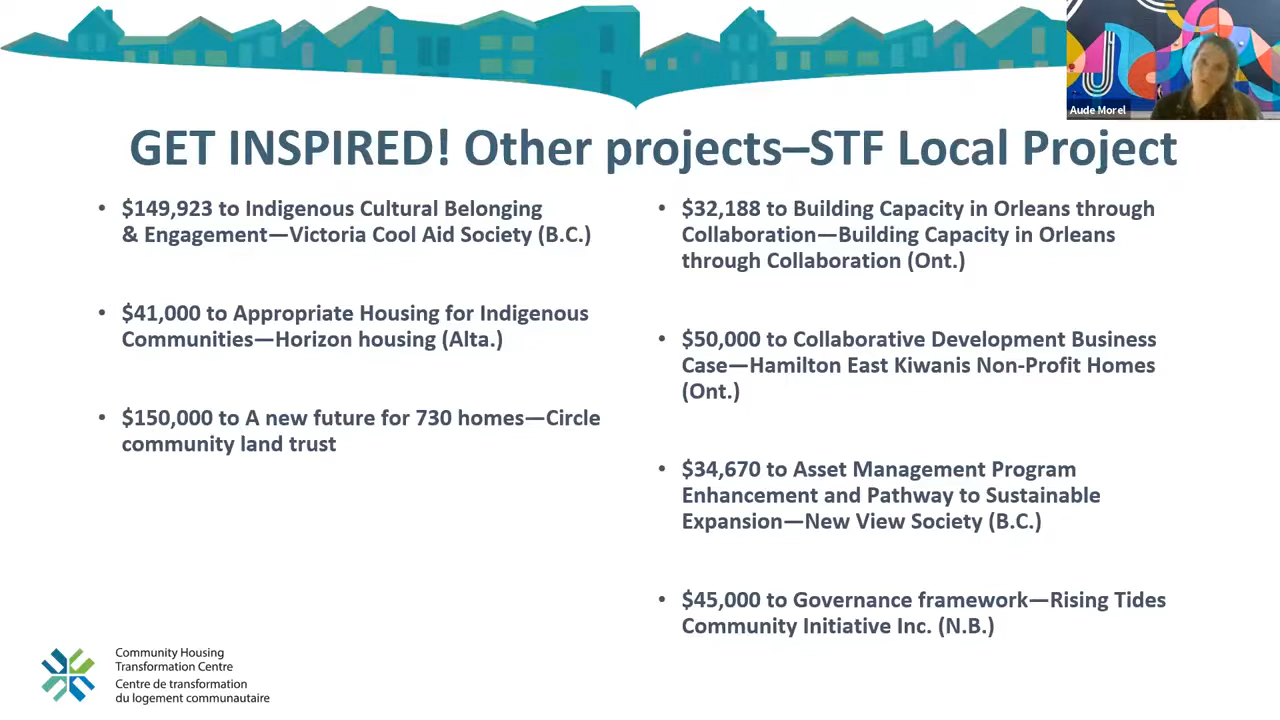 Aude Morel
GET INSPIRED! Other projects–STF Local Project
• $149,923 to Indigenous Cultural Belonging
& Engagement—Victoria Cool Aid Society (B.C.)
• $41,000 to Appropriate Housing for Indigenous
Communities—Horizon housing (Alta.)
• $150,000 to A new future for 730 homes—Circle
community land trust
• $32,188 to Building Capacity in Orleans through
Collaboration—Building Capacity in Orleans
through Collaboration (Ont.)
• $50,000 to Collaborative Development Business
Case—Hamilton East Kiwanis Non-Profit Homes
(Ont.)
• $34,670 to Asset Management Program
Enhancement and Pathway to Sustainable
Expansion—New View Society (B.C.)
• $45,000 to Governance framework—Rising Tides
Community Initiative Inc. (N.B.)
Community Housing
Transformation Centre
Centre de transformation
du logement communautaire